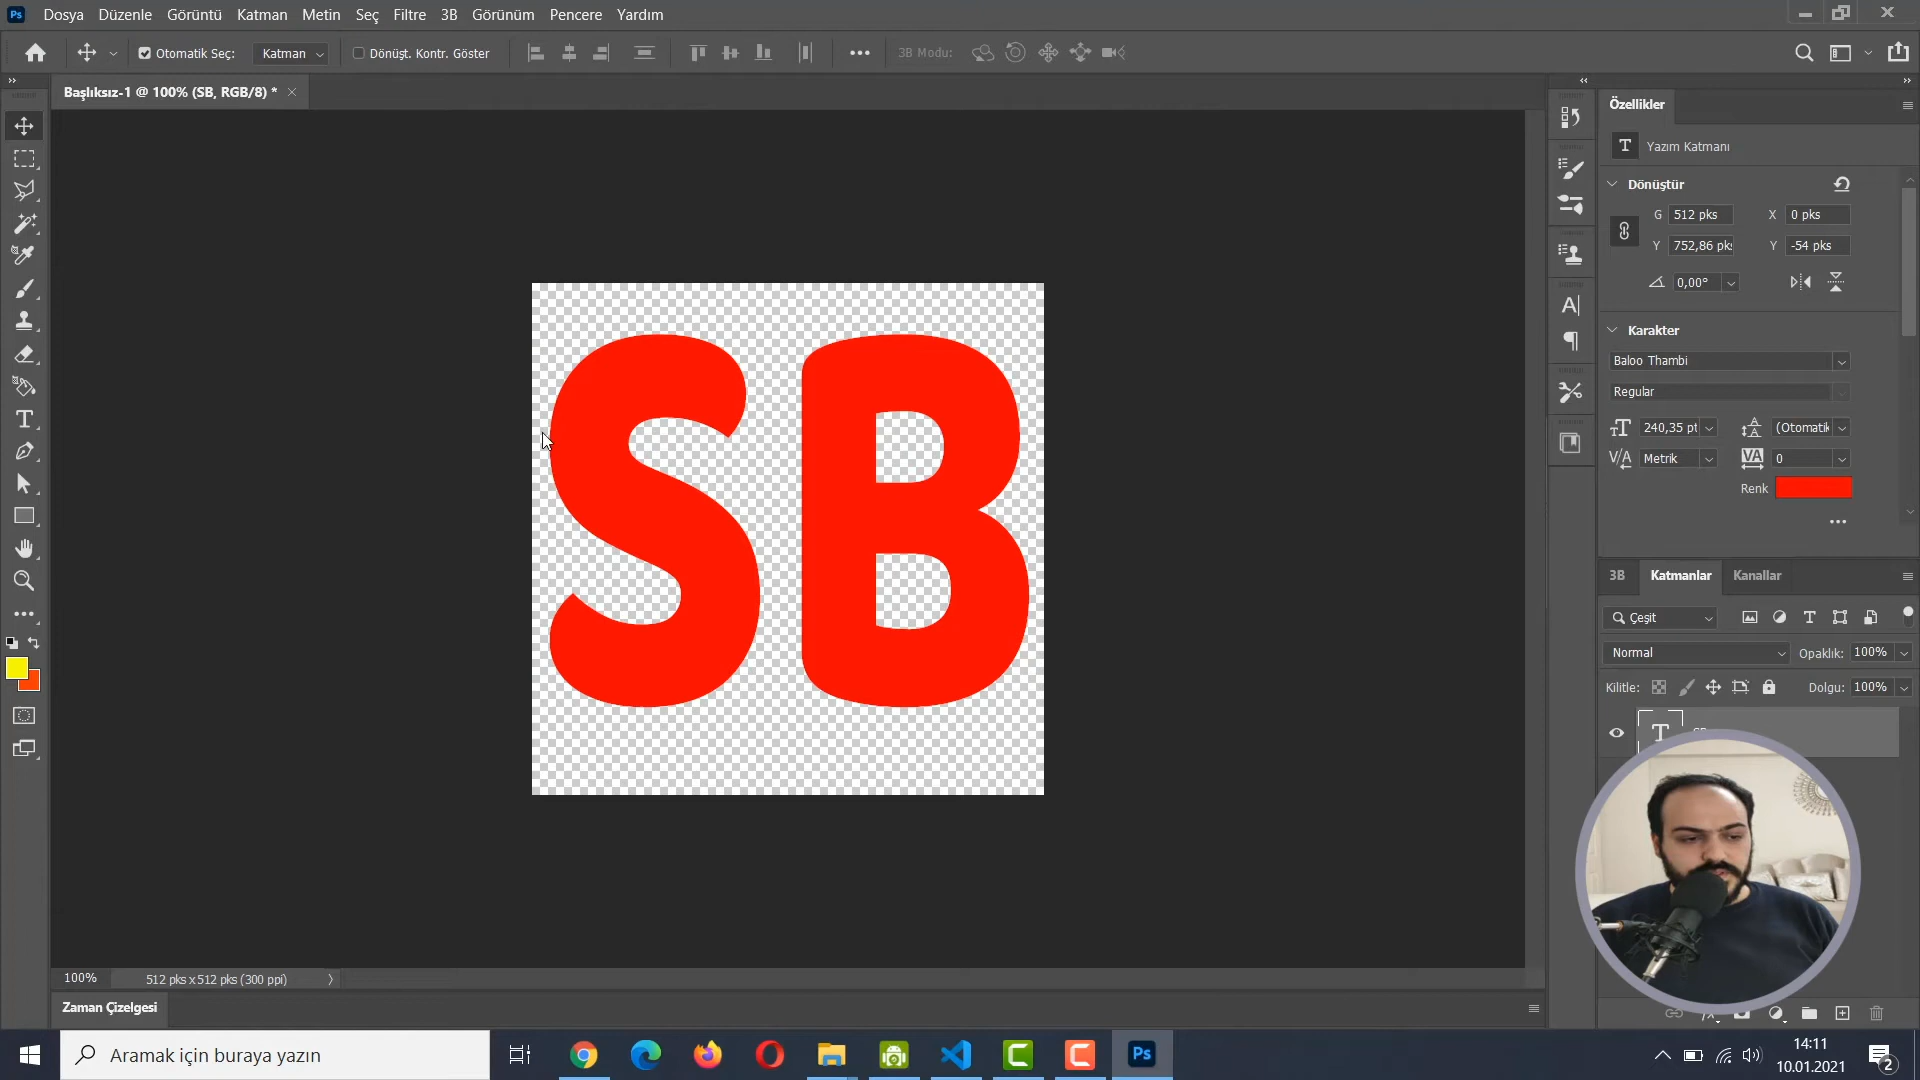 Ps Dosya Düzenle Görüntü Katman Metin Seç Filtre 3B Görünüm Pencere Yardım
Otomatik Seç: Katman Dönüşt. Kontr. Göster 3B Modu:
Başlıksız-1 @ 100% (SB, RGB/8) *
Özellikler
T Yazım Katmanı
Dönüştür
G 512 pks X 0 pks
Y 752,86 pks Y -54 pks
0,00°
Karakter
Baloo Thambi
Regular
240,35 pt (Otomatik
Metrik 0
Renk
SB
3B Katmanlar Kanallar
Çeşit
Normal Opaklık: 100%
Kilitle: Dolgu: 100%
100% 512 pks x 512 pks (300 ppi)
Zaman Çizelgesi
Aramak için buraya yazın
Ps
14:11
10.01.2021
2